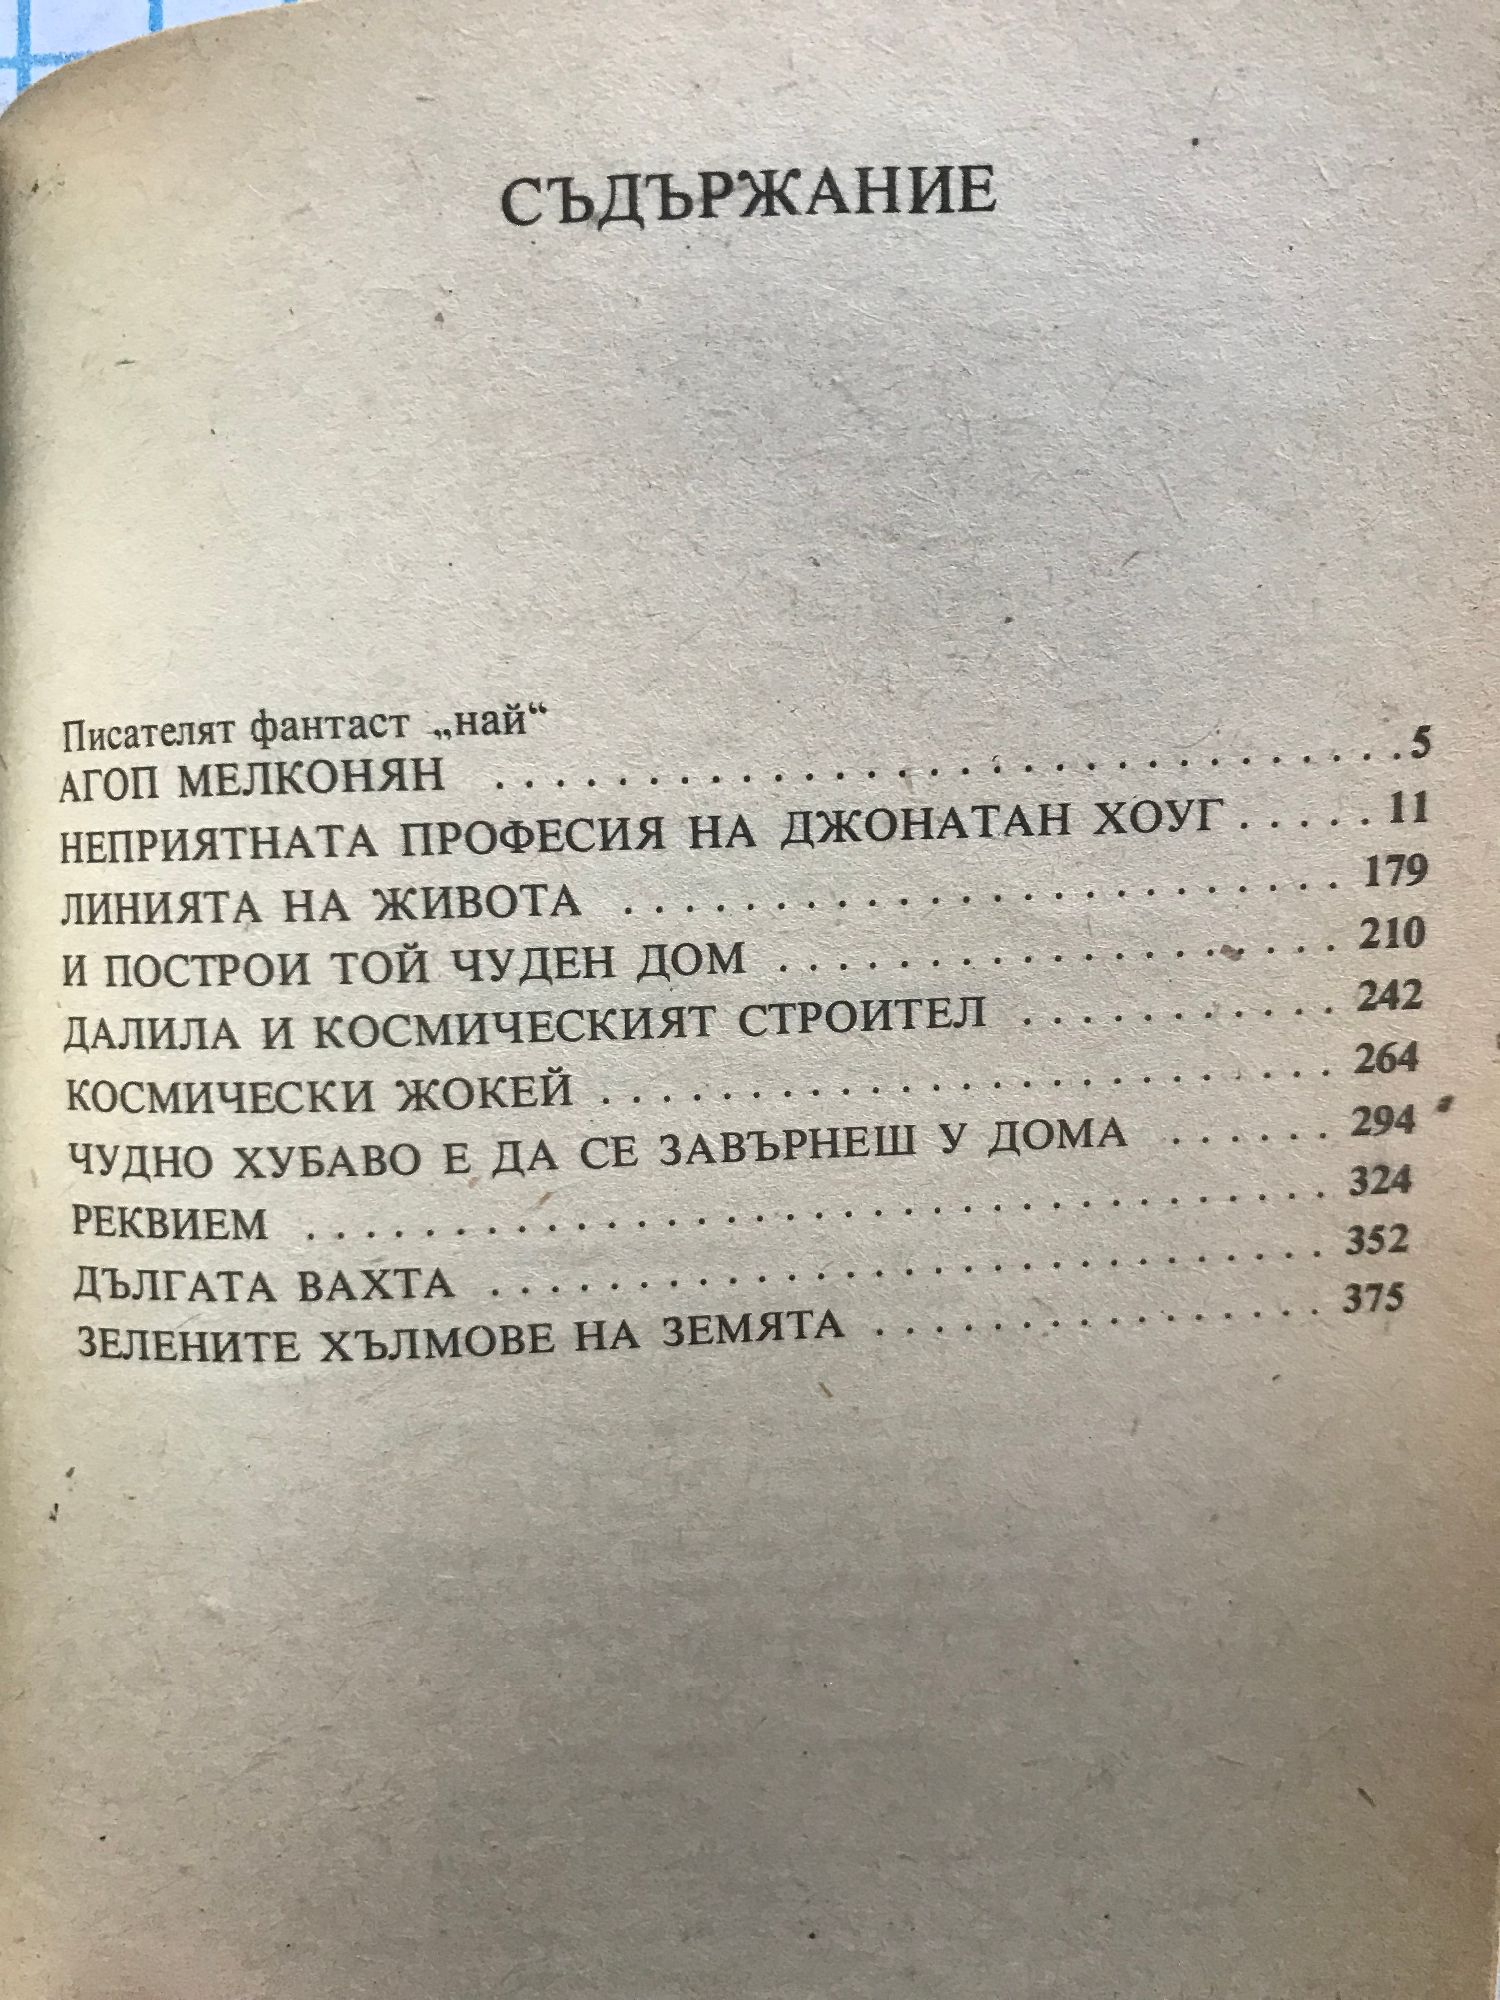 СЪДЪРЖАНИЕ
Писателят фантаст „най“
АГОП МЕЛКОНЯН . . . . . . . . . . . . . . . . . . . . . . . . . . . . . . . 5
НЕПРИЯТНАТА ПРОФЕСИЯ НА ДЖОНАТАН ХОУГ . . . . . 11
ЛИНИЯТА НА ЖИВОТА . . . . . . . . . . . . . . . . . . . . . . . . 179
И ПОСТРОИ ТОЙ ЧУДЕН ДОМ . . . . . . . . . . . . . . . . . . . 210
ДАЛИЛА И КОСМИЧЕСКИЯТ СТРОИТЕЛ . . . . . . . . . . . 242
КОСМИЧЕСКИ ЖОКЕЙ . . . . . . . . . . . . . . . . . . . . . . . . . 264
ЧУДНО ХУБАВО Е ДА СЕ ЗАВЪРНЕШ У ДОМА . . . . . . 294
РЕКВИЕМ . . . . . . . . . . . . . . . . . . . . . . . . . . . . . . . . . . . 324
ДЪЛГАТА ВАХТА . . . . . . . . . . . . . . . . . . . . . . . . . . . . 352
ЗЕЛЕНИТЕ ХЪЛМОВЕ НА ЗЕМЯТА . . . . . . . . . . . . . . . 375